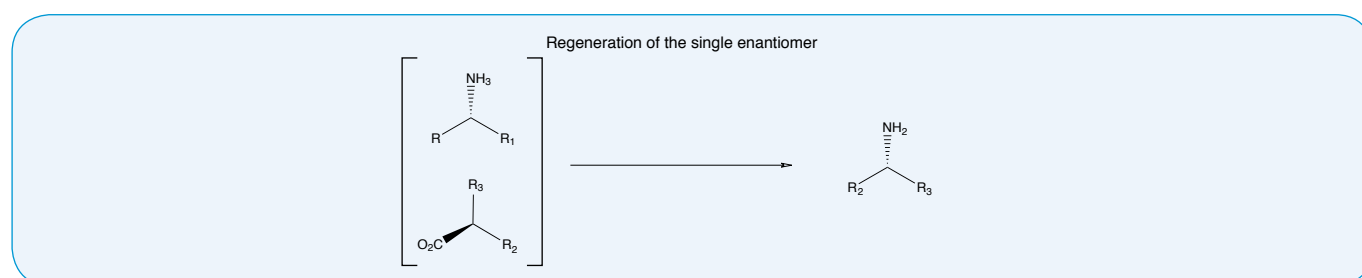 Regeneration of the single enantiomer
NH₃
R
R₁
R₃
O₂C
R₂
NH₂
R₂
R₃